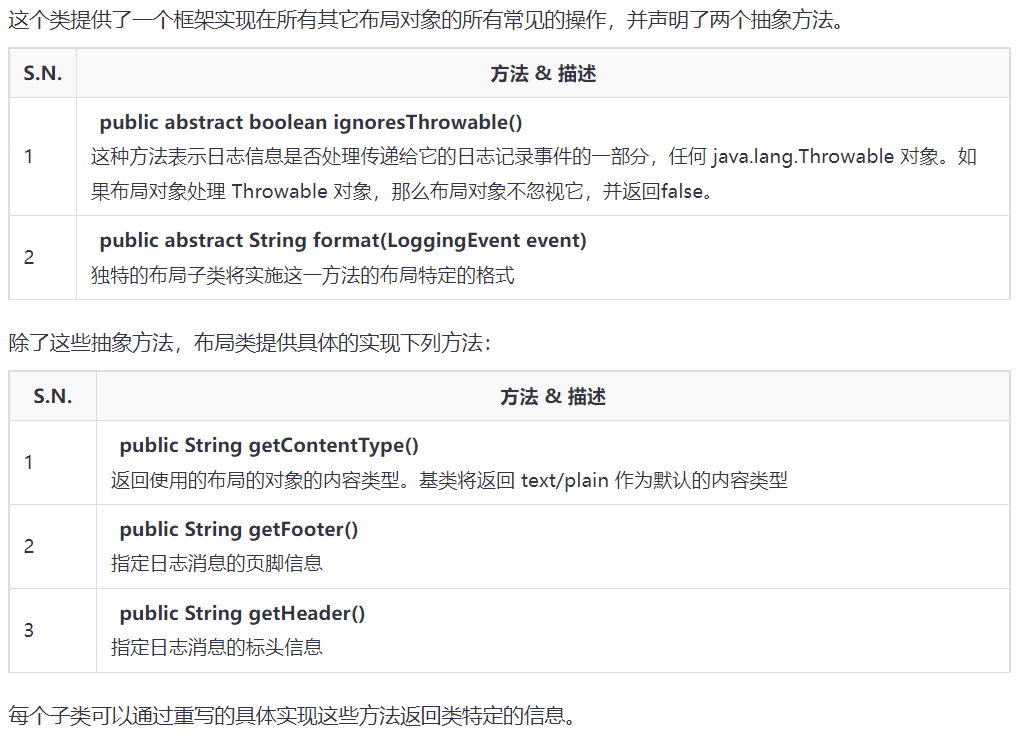 这个类提供了一个框架实现在所有其它布局对象的所有常见的操作，并声明了两个抽象方法。
S.N. 方法 & 描述
public abstract boolean ignoresThrowable()
1 这种方法表示日志信息是否处理传递给它的日志记录事件的一部分，任何 java.lang.Throwable 对象。如
果布局对象处理 Throwable 对象，那么布局对象不忽视它，并返回false。
public abstract String format(LoggingEvent event)
2 独特的布局子类将实施这一方法的布局特定的格式
除了这些抽象方法，布局类提供具体的实现下列方法：
S.N. 方法 & 描述
public String getContentType()
1 返回使用的布局的对象的内容类型。基类将返回 text/plain 作为默认的内容类型
public String getFooter()
2 指定日志消息的页脚信息
public String getHeader()
3 指定日志消息的标头信息
每个子类可以通过重写的具体实现这些方法返回类特定的信息。